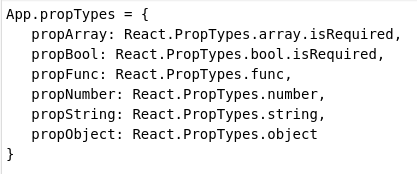 App.propTypes = {
   propArray: React.PropTypes.array.isRequired,
   propBool: React.PropTypes.bool.isRequired,
   propFunc: React.PropTypes.func,
   propNumber: React.PropTypes.number,
   propString: React.PropTypes.string,
   propObject: React.PropTypes.object
}